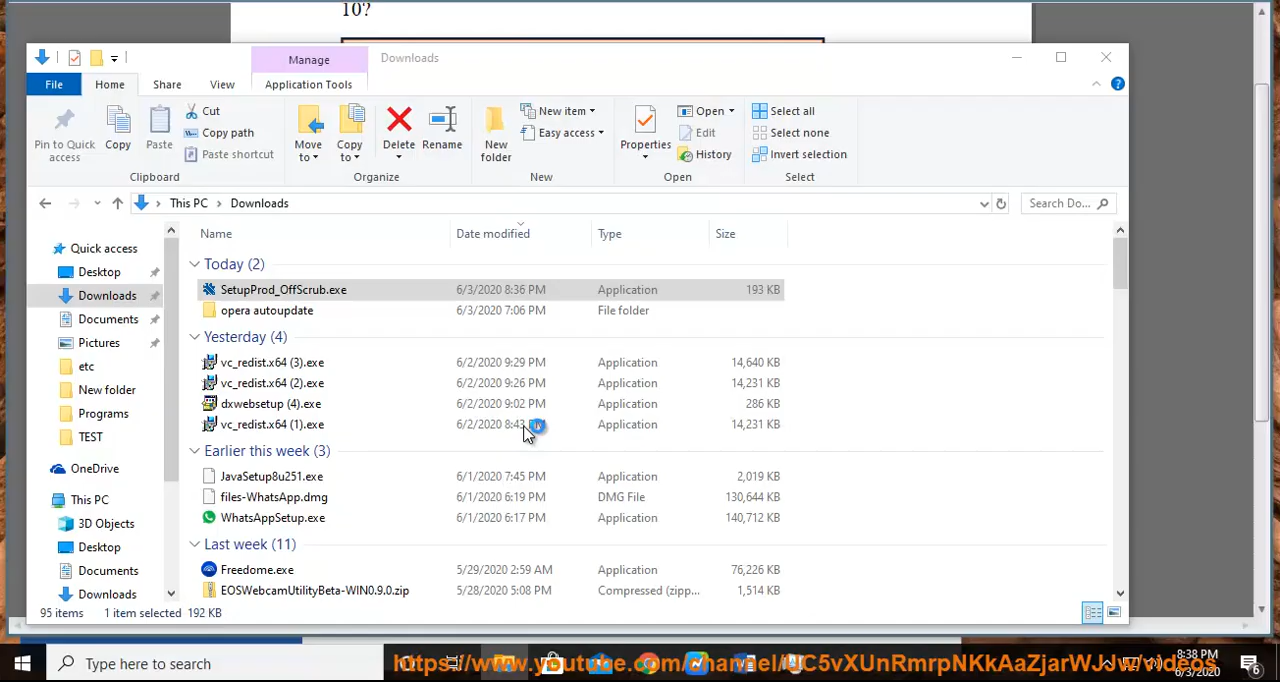 10?
Manage
Downloads
File
Home
Share
View
Application Tools
Pin to Quick access
Copy
Paste
Cut
Copy path
Paste shortcut
Clipboard
Move to
Copy to
Delete
Rename
Organize
New folder
New item
Easy access
New
Properties
Open
Edit
History
Open
Select all
Select none
Invert selection
Select
This PC > Downloads
Search Do...
Name Date modified Type Size
Quick access
Desktop
Downloads
Documents
Pictures
etc
New folder
Programs
TEST
OneDrive
This PC
3D Objects
Desktop
Documents
Downloads
Today (2)
SetupProd_OffScrub.exe 6/3/2020 8:36 PM Application 193 KB
opera autoupdate 6/3/2020 7:06 PM File folder
Yesterday (4)
vc_redist.x64 (3).exe 6/2/2020 9:29 PM Application 14,640 KB
vc_redist.x64 (2).exe 6/2/2020 9:26 PM Application 14,231 KB
dxwebsetup (4).exe 6/2/2020 9:02 PM Application 286 KB
vc_redist.x64 (1).exe 6/2/2020 Application 14,231 KB
Earlier this week (3)
JavaSetup8u251.exe 6/1/2020 7:45 PM Application 2,019 KB
files-WhatsApp.dmg 6/1/2020 6:19 PM DMG File 130,644 KB
WhatsAppSetup.exe 6/1/2020 6:17 PM Application 140,712 KB
Last week (11)
Freedome.exe 5/29/2020 2:59 AM Application 76,226 KB
EOSWebcamUtilityBeta-WIN0.9.0.zip 5/28/2020 5:08 PM Compressed (zipp... 1,514 KB
95 items 1 item selected 192 KB
Type here to search
8:38 PM
6/3/2020
6